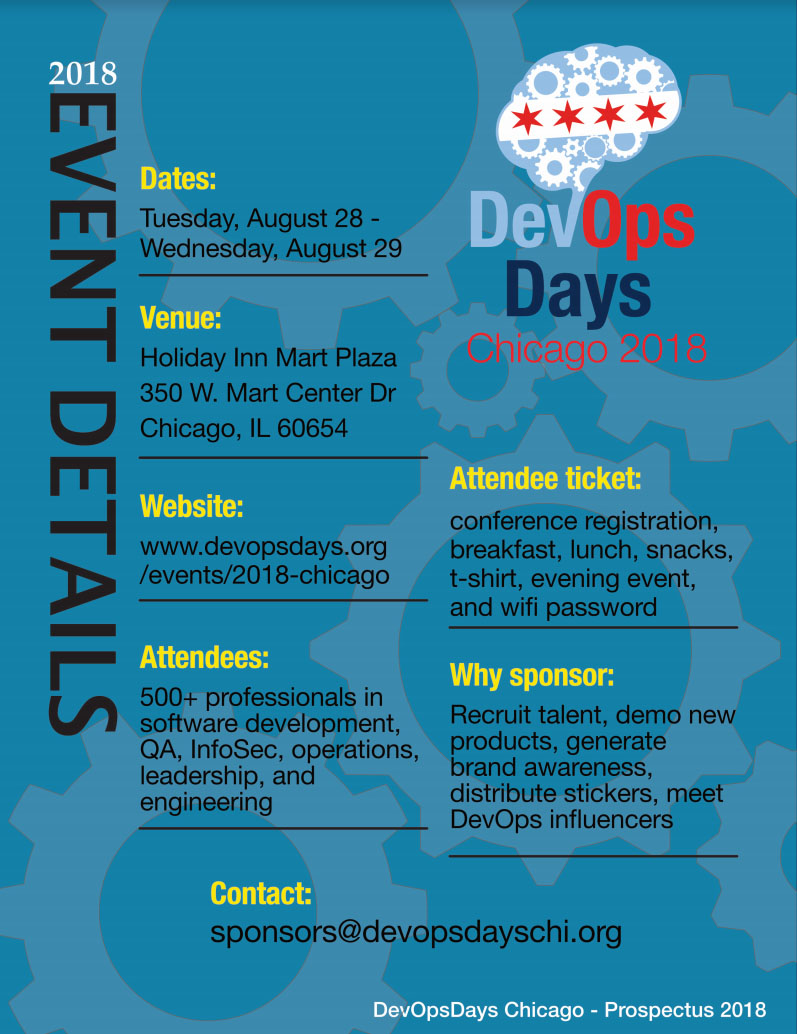 2018
EVENT DETAILS
DevOps
Days
Chicago 2018
Dates:
Tuesday, August 28 -
Wednesday, August 29
Venue:
Holiday Inn Mart Plaza
350 W. Mart Center Dr
Chicago, IL 60654
Website:
www.devopsdays.org
/events/2018-chicago
Attendees:
500+ professionals in
software development,
QA, InfoSec, operations,
leadership, and
engineering
Attendee ticket:
conference registration,
breakfast, lunch, snacks,
t-shirt, evening event,
and wifi password
Why sponsor:
Recruit talent, demo new
products, generate
brand awareness,
distribute stickers, meet
DevOps influencers
Contact:
sponsors@devopsdayschi.org
DevOpsDays Chicago - Prospectus 2018